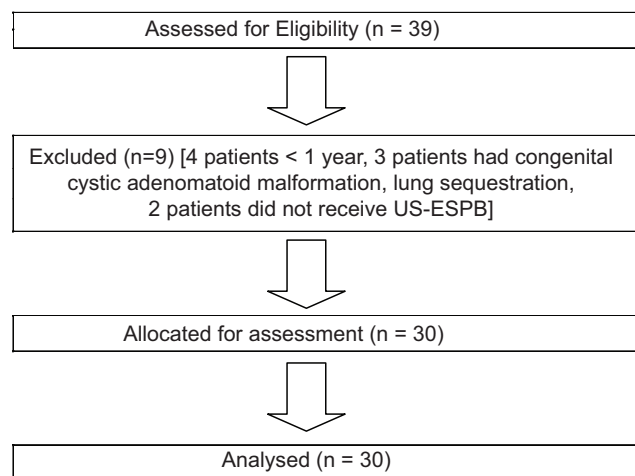 Assessed for Eligibility (n = 39)
Excluded (n=9) [4 patients < 1 year, 3 patients had congenital
cystic adenomatoid malformation, lung sequestration,
2 patients did not receive US-ESPB]
Allocated for assessment (n = 30)
Analysed (n = 30)